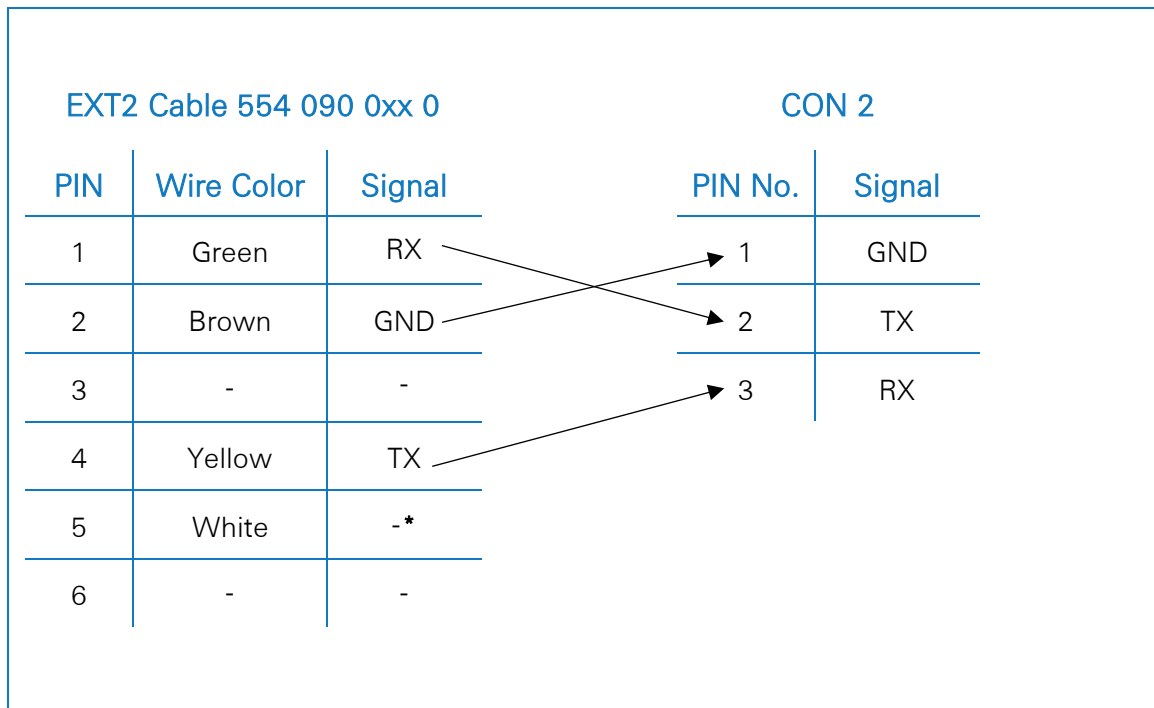 EXT2 Cable 554 090 0xx 0 CON 2
PIN Wire Color Signal PIN No. Signal
1 Green RX 1 GND
2 Brown GND 2 TX
3 - - 3 RX
4 Yellow TX
5 White -*
6 - -